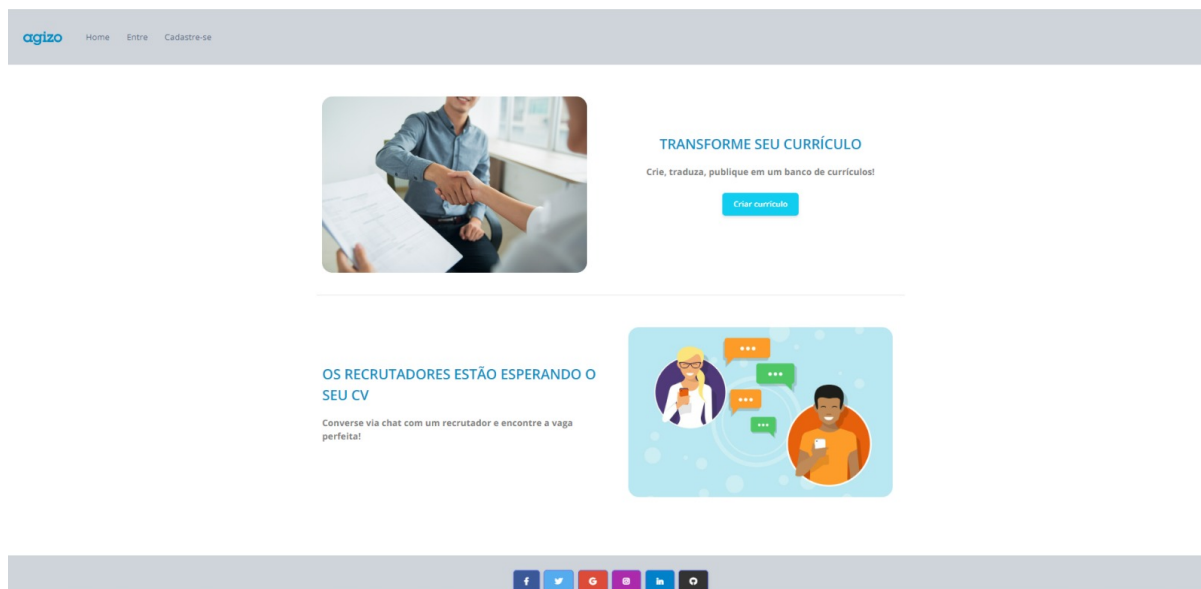 agizo Home Entre Cadastre-se
TRANSFORME SEU CURRÍCULO
Crie, traduza, publique em um banco de currículos!
Criar currículo
OS RECRUTADORES ESTÃO ESPERANDO O
SEU CV
Converse via chat com um recrutador e encontre a vaga
perfeita!